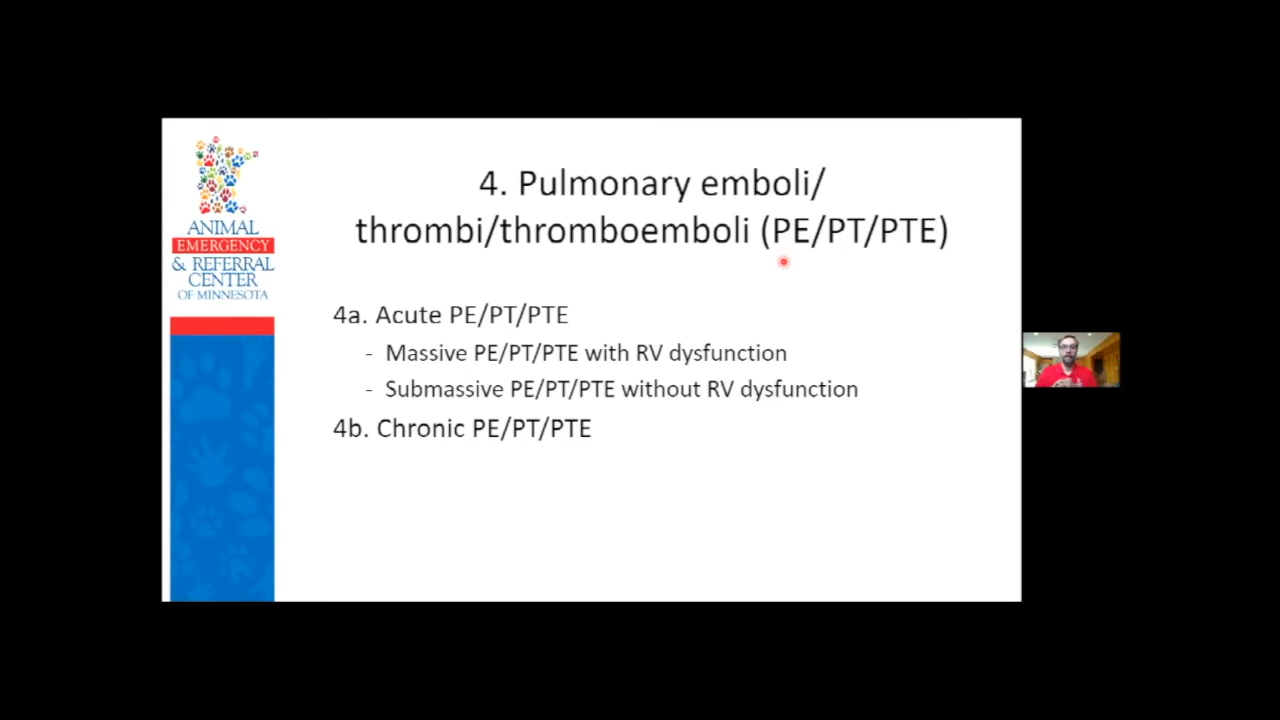 ANIMAL
EMERGENCY
& REFERRAL
CENTER
OF MINNESOTA
4. Pulmonary emboli/
thrombi/thromboemboli (PE/PT/PTE)
4a. Acute PE/PT/PTE
- Massive PE/PT/PTE with RV dysfunction
- Submassive PE/PT/PTE without RV dysfunction
4b. Chronic PE/PT/PTE